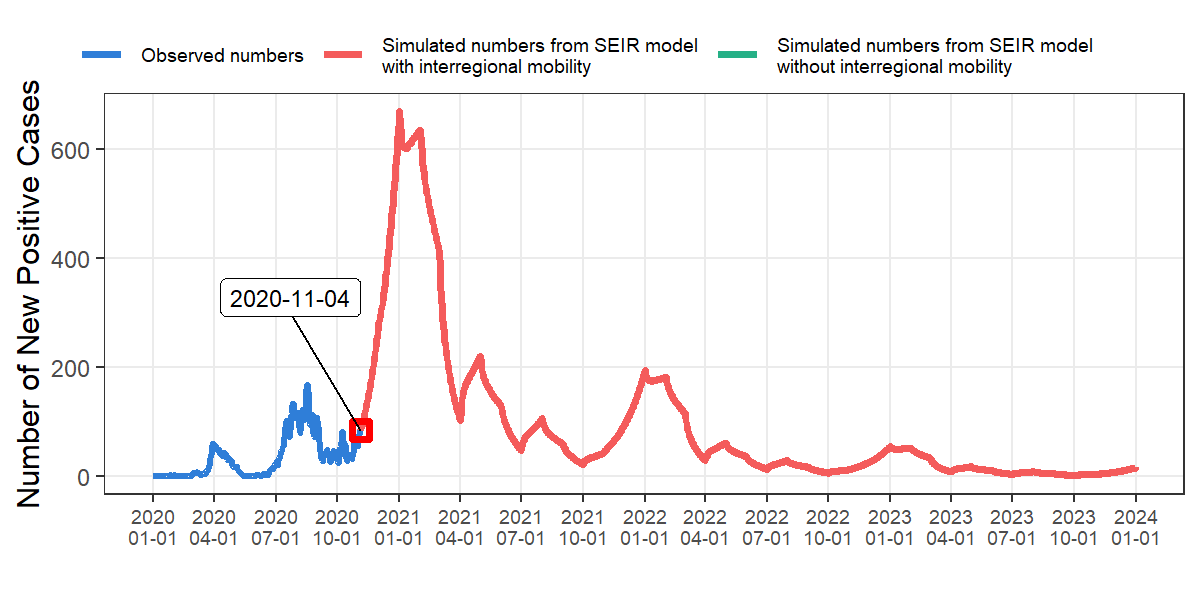 Observed numbers
Simulated numbers from SEIR model
with interregional mobility
Simulated numbers from SEIR model
without interregional mobility
Number of New Positive Cases
600
400
200
0
2020-11-04
2020 2020 2020 2020 2021 2021 2021 2021 2022 2022 2022 2022 2023 2023 2023 2023 2024
01-01 04-01 07-01 10-01 01-01 04-01 07-01 10-01 01-01 04-01 07-01 10-01 01-01 04-01 07-01 10-01 01-01